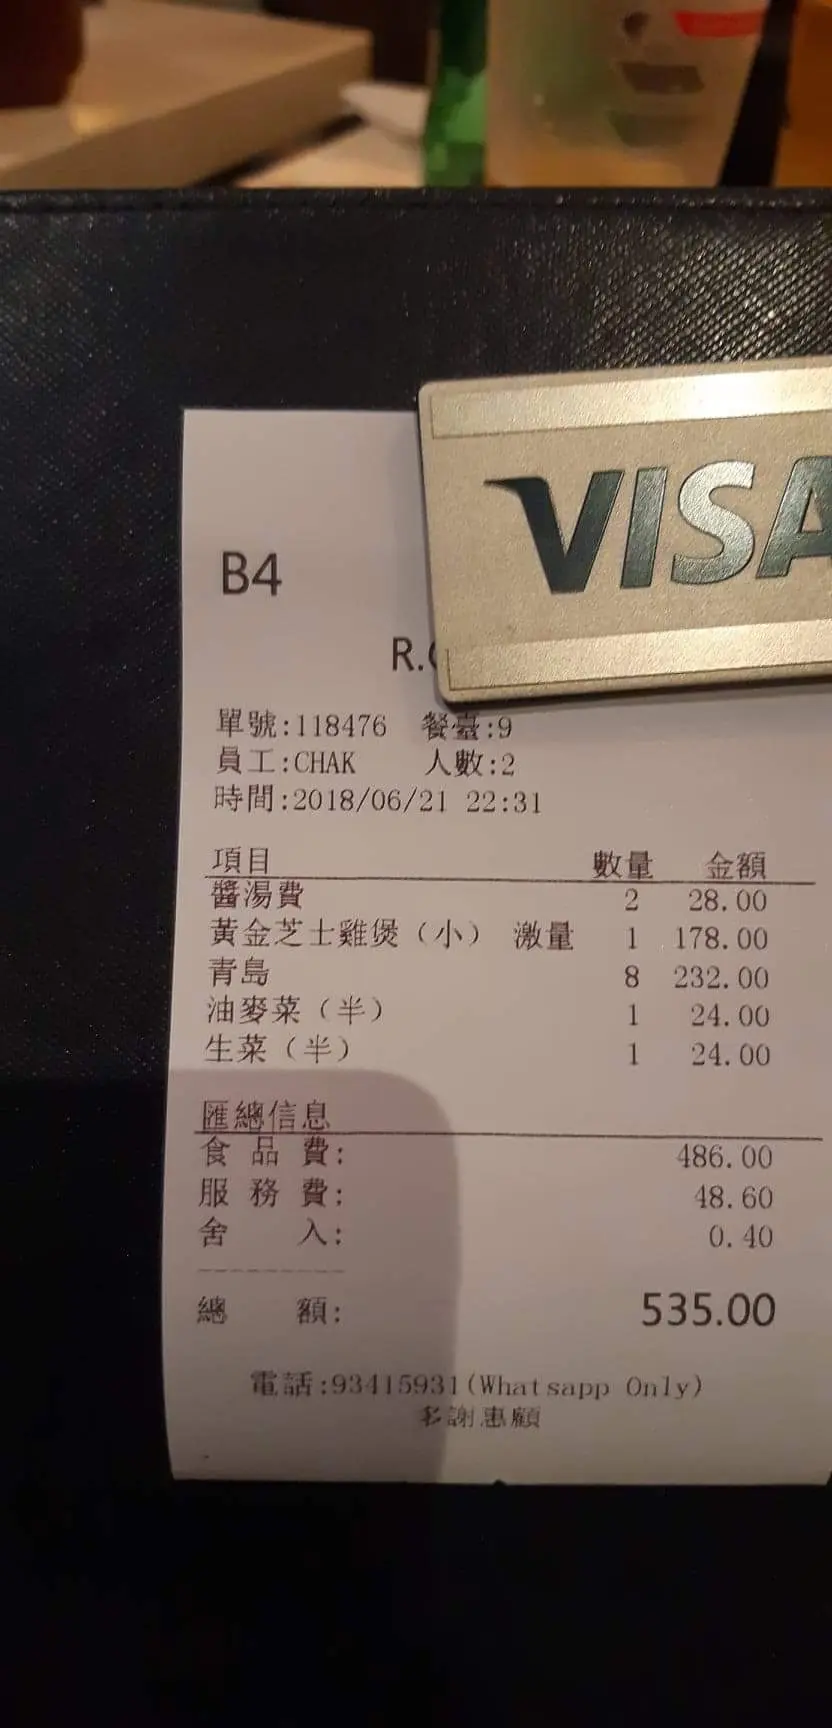 VISA
B4
R.
單號:118476 餐臺:9
員工:CHAK 人數:2
時間:2018/06/21 22:31
項目 數量 金額
醬湯費 2 28.00
黃金芝士雞煲（小） 激量 1 178.00
青島 8 232.00
油麥菜（半） 1 24.00
生菜（半） 1 24.00
匯總信息
食品費: 486.00
服務費: 48.60
舍入: 0.40
----------
總額: 535.00
電話:93415931(Whatsapp Only)
多謝惠顧